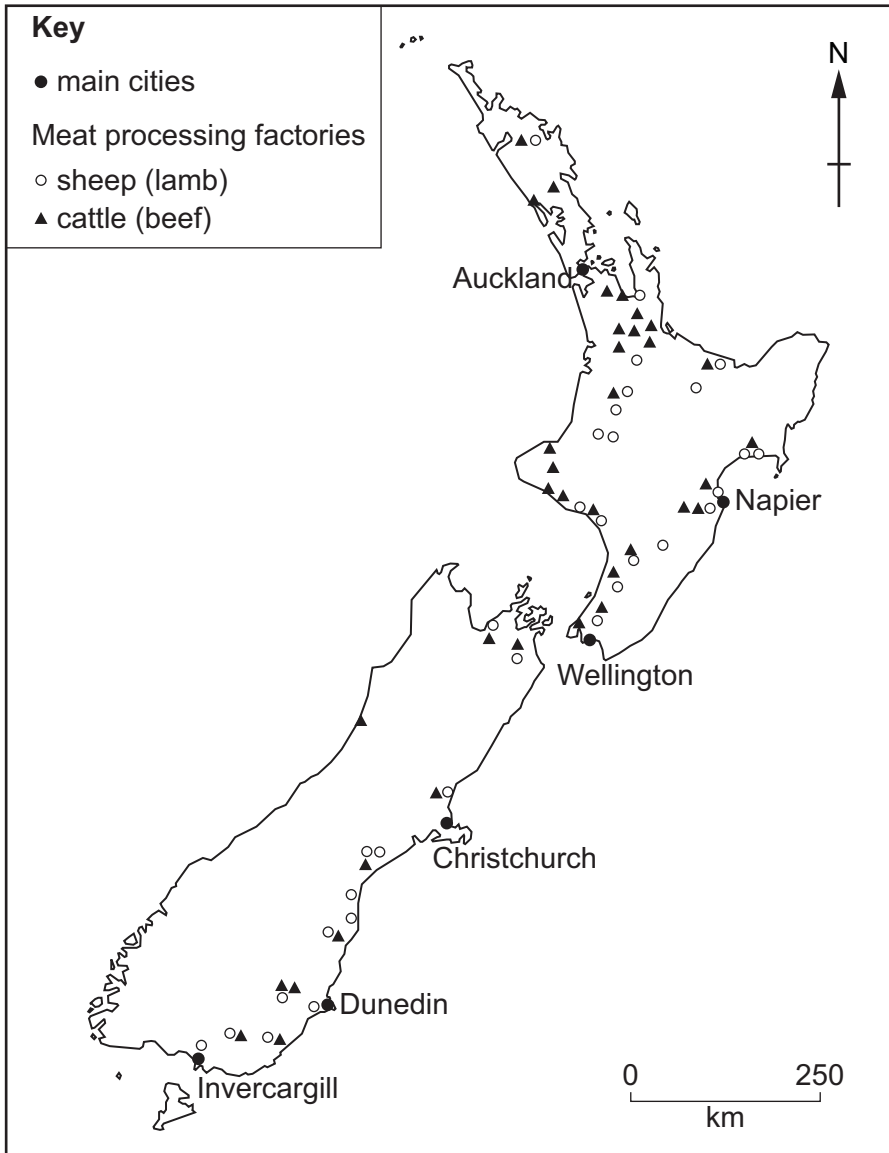 Key
main cities
Meat processing factories
sheep (lamb)
cattle (beef)
N
Auckland
Napier
Wellington
Christchurch
Dunedin
Invercargill
0 250
km